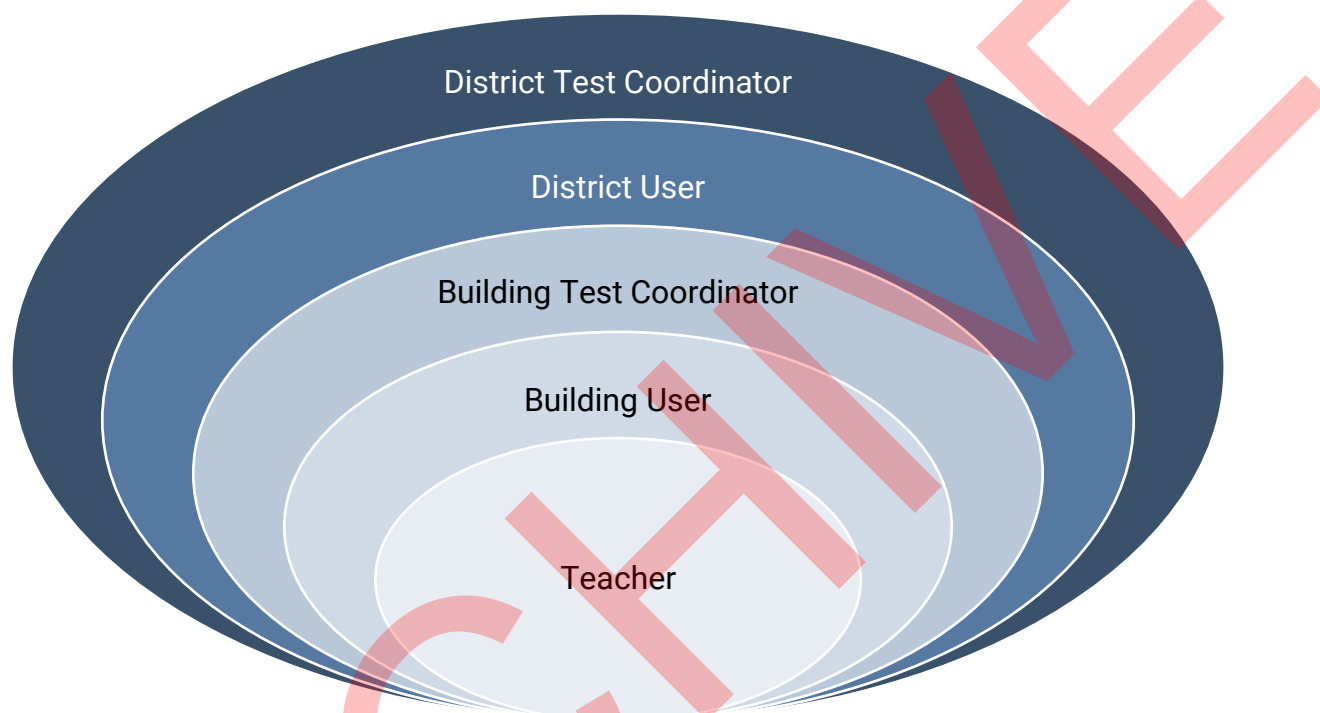 District Test Coordinator
District User
Building Test Coordinator
Building User
Teacher
CHIVE